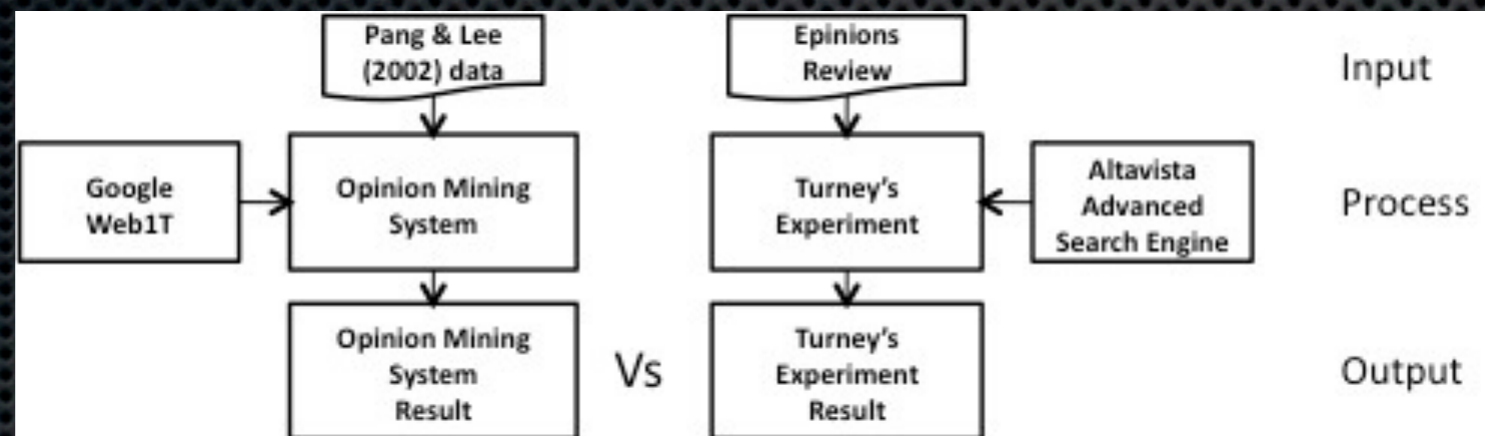 Pang & Lee
(2002) data
Epinions
Review
Input
Google
Web1T
Opinion Mining
System
Turney's
Experiment
Altavista
Advanced
Search Engine
Process
Opinion Mining
System
Result
Vs
Turney's
Experiment
Result
Output